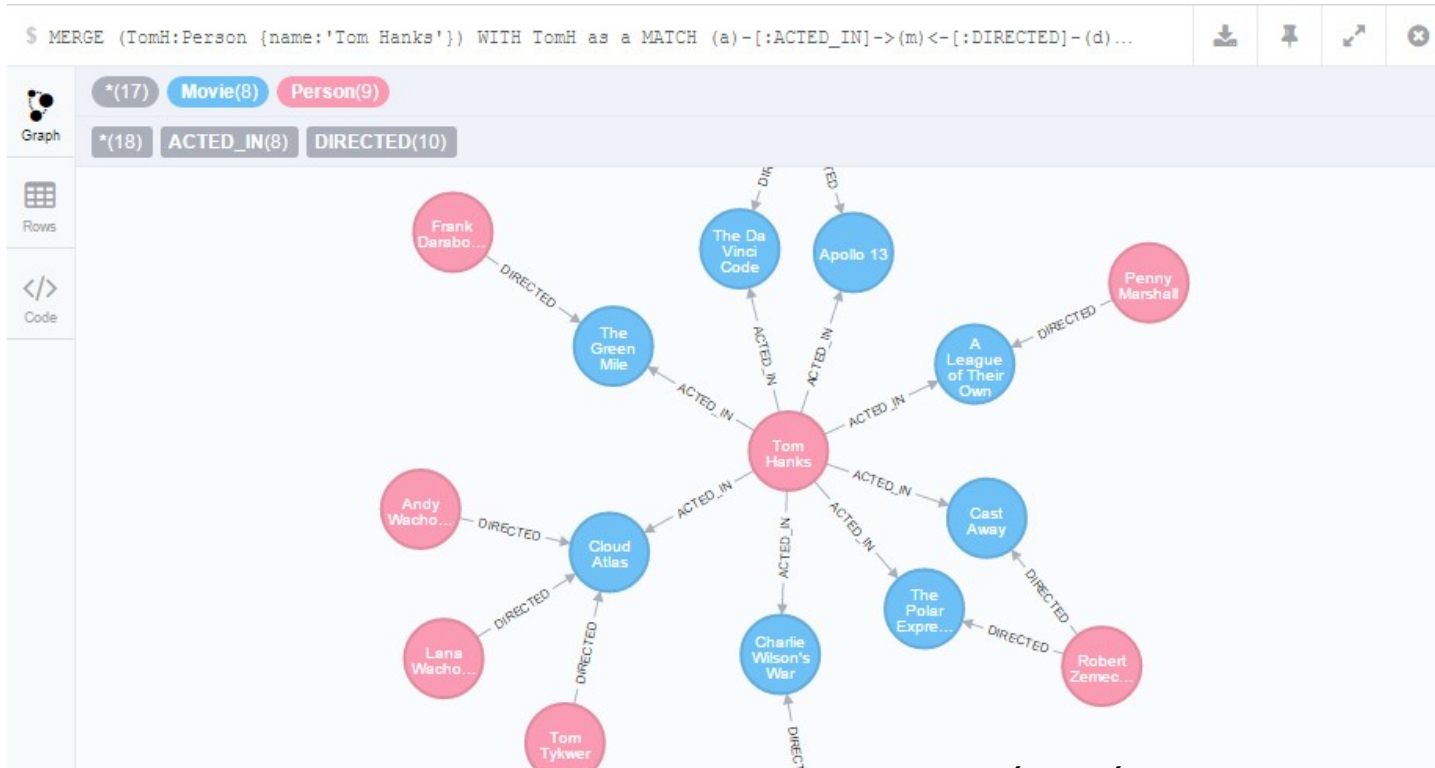 $ MERGE (TomH:Person {name:'Tom Hanks'}) WITH TomH as a MATCH (a)-[:ACTED_IN]->(m)<-[:DIRECTED]-(d)...
Graph
*(17) Movie(8) Person(9)
*(18) ACTED_IN(8) DIRECTED(10)
Rows
</>
Code
Frank
Darabo...
DIRECTED
The
Green
Mile
ACTED_IN
The Da
Vinci
Code
ACTED_IN
Apollo 13
ACTED_IN
Penny
Marshall
DIRECTED
A
League
of Their
Own
ACTED_IN
Tom
Hanks
ACTED_IN
Cast
Away
ACTED_IN
The
Polar
Expre...
DIRECTED
DIRECTED
Robert
Zemec...
ACTED_IN
Charlie
Wilson's
War
ACTED_IN
Cloud
Atlas
Andy
Wacho...
DIRECTED
Lana
Wacho...
DIRECTED
Tom
Tykwer
DIRECTED